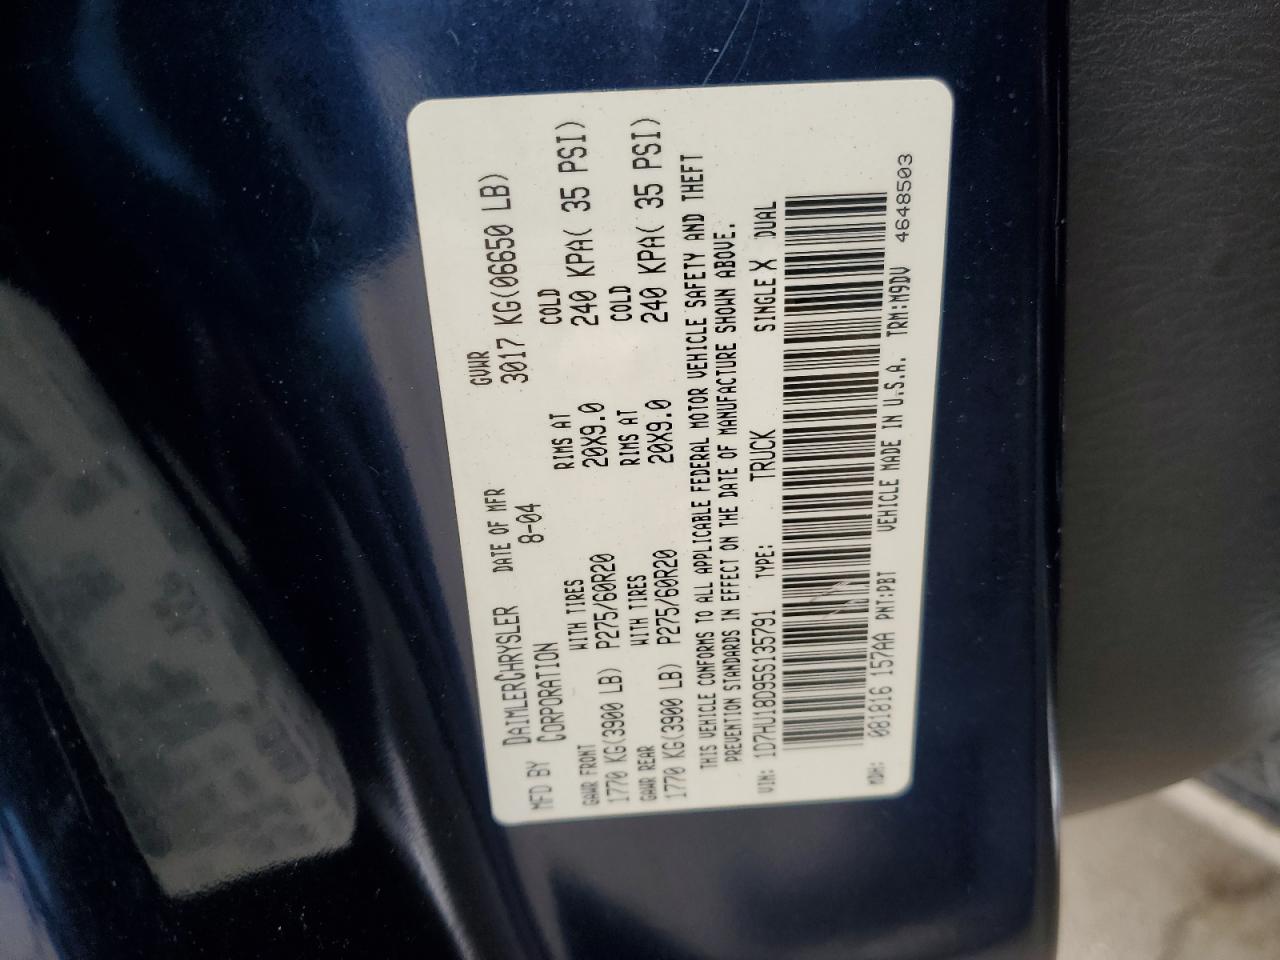 MFD BY DAIMLERCHRYSLER CORPORATION DATE OF MFR 8-04 GVWR 3017 KG(06650 LB)
GAWR FRONT WITH TIRES RIMS AT COLD
1770 KG(3900 LB) P275/60R20 20X9.0 240 KPA( 35 PSI)
GAWR REAR WITH TIRES RIMS AT COLD
1770 KG(3900 LB) P275/60R20 20X9.0 240 KPA( 35 PSI)
THIS VEHICLE CONFORMS TO ALL APPLICABLE FEDERAL MOTOR VEHICLE SAFETY AND THEFT
PREVENTION STANDARDS IN EFFECT ON THE DATE OF MANUFACTURE SHOWN ABOVE.
VIN: 1D7HU18D95S135791 TYPE: TRUCK SINGLE X DUAL
MDH: 081816 157AA PNT:PBT VEHICLE MADE IN U.S.A. TRM:M9DV 4648503